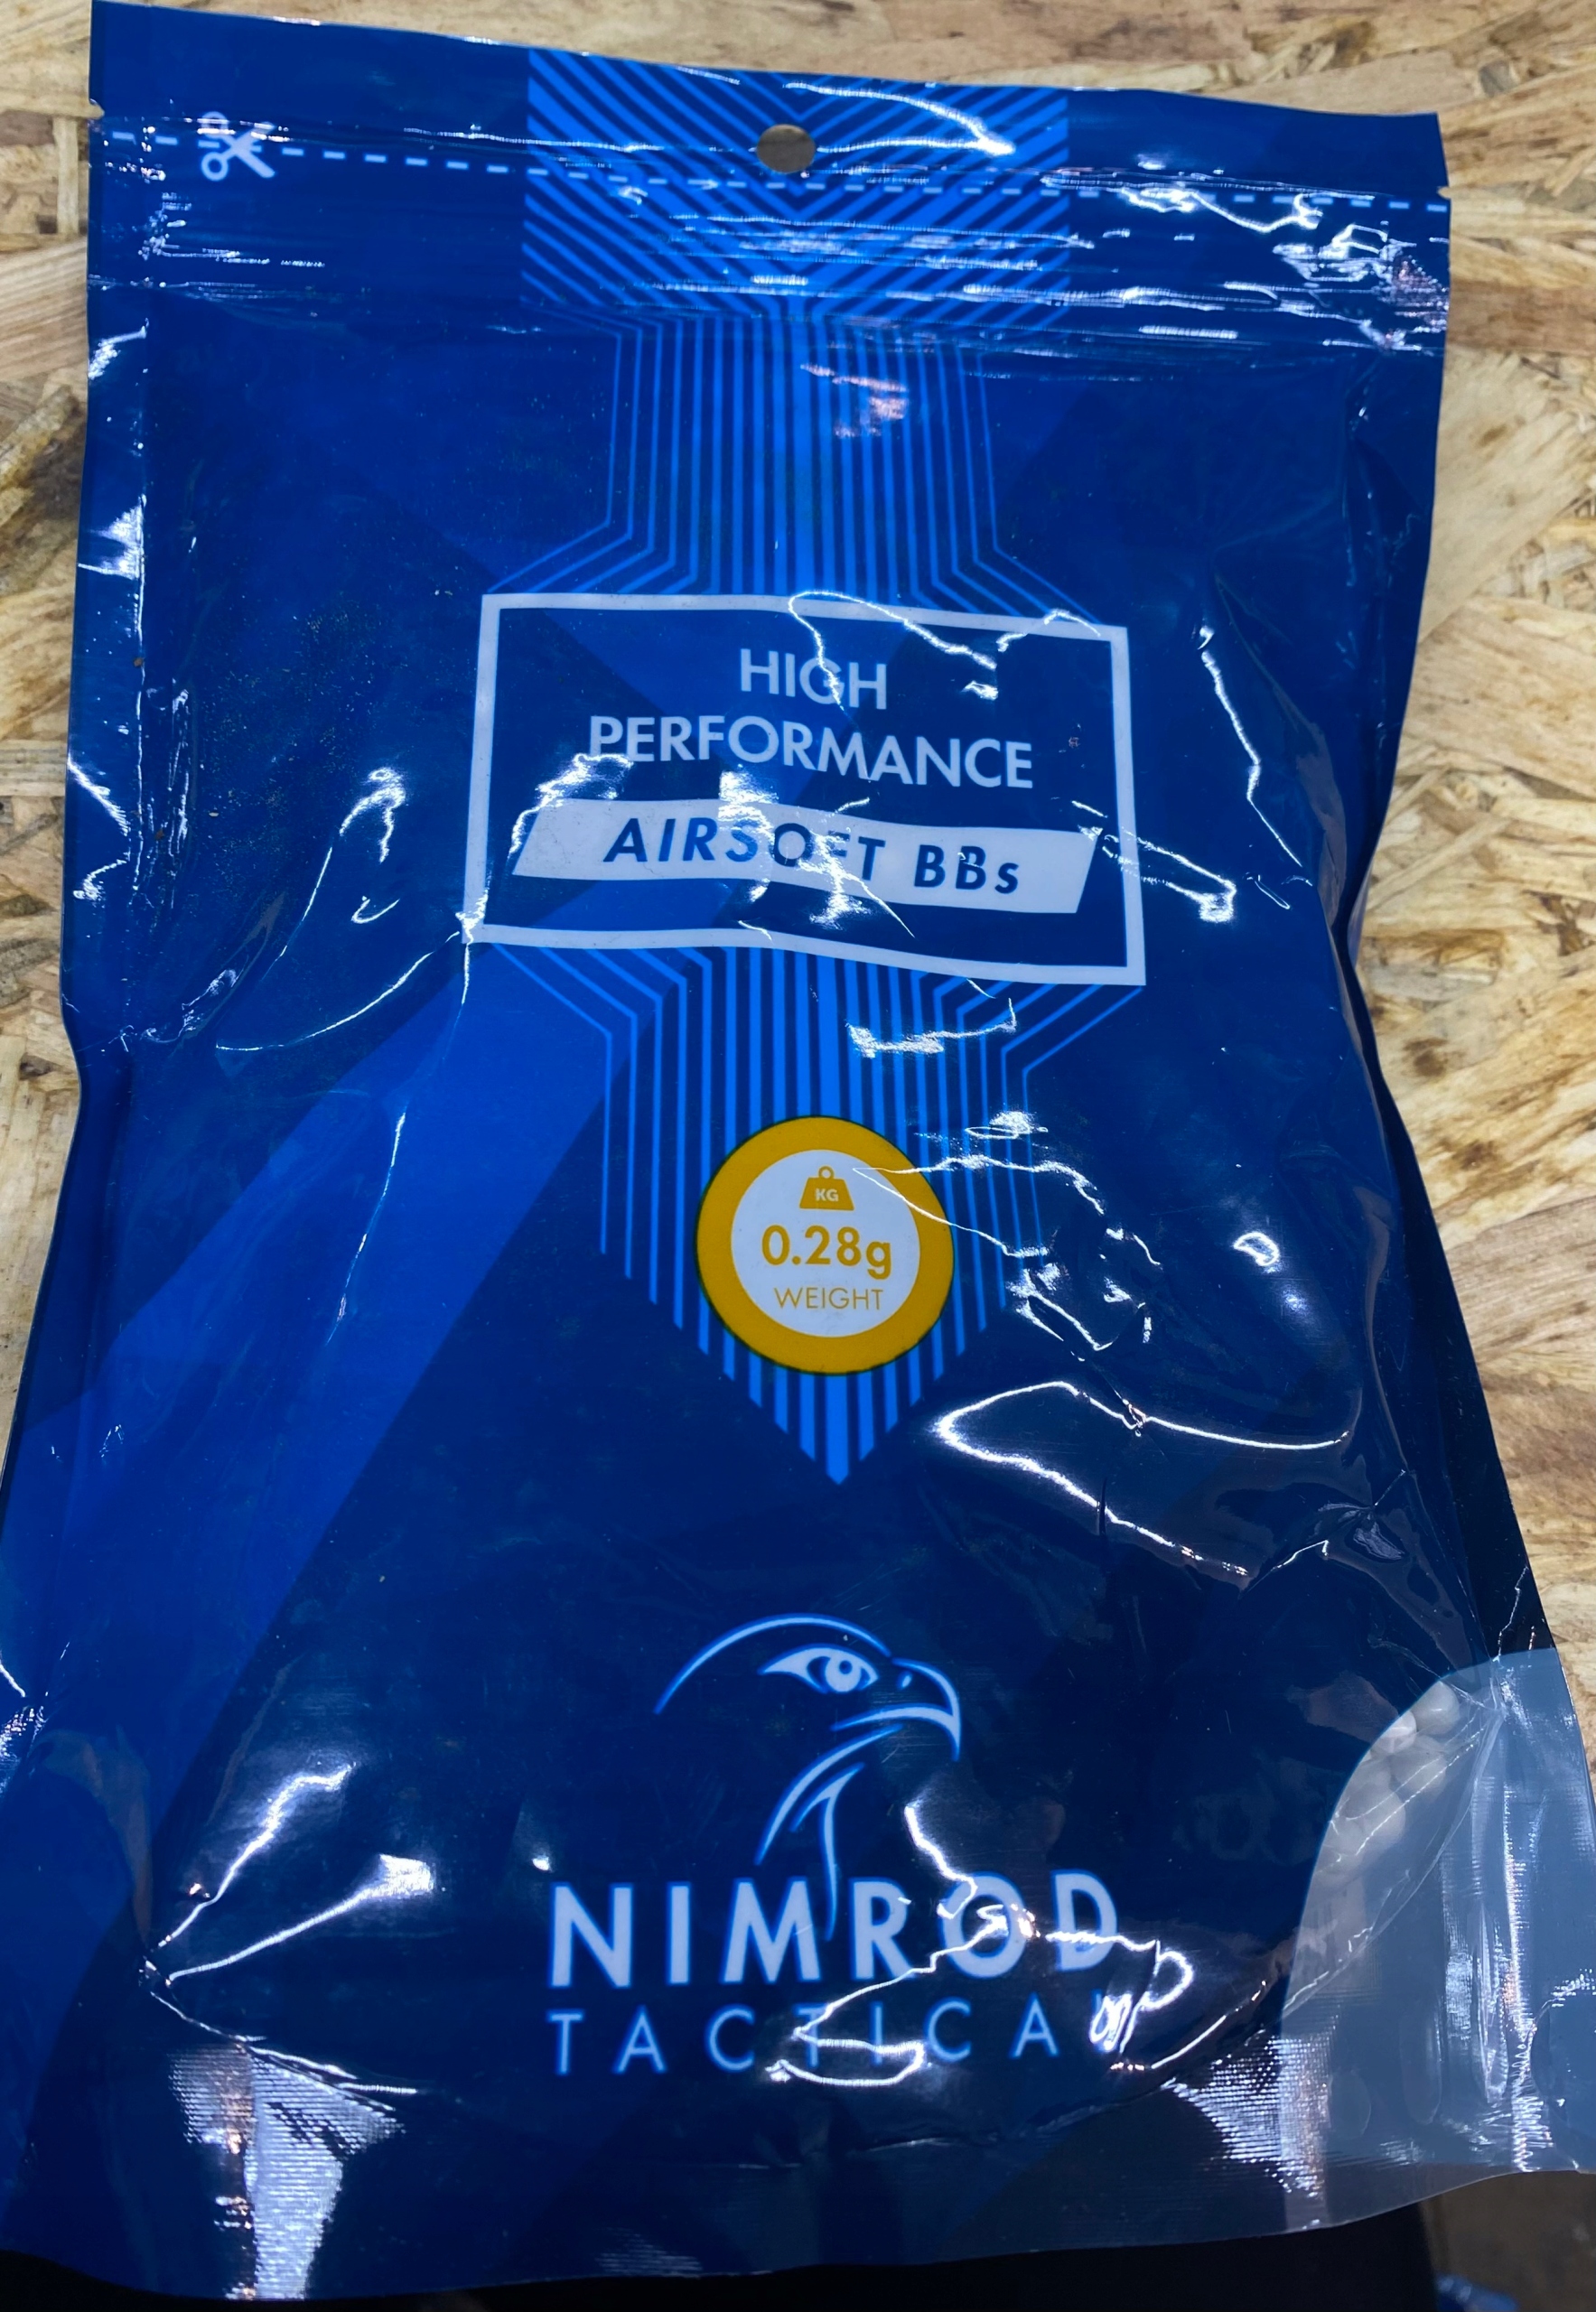 HIGH
PERFORMANCE
AIRSOFT BBs
KG
0.28g
WEIGHT
NIMROD
TACTICAL